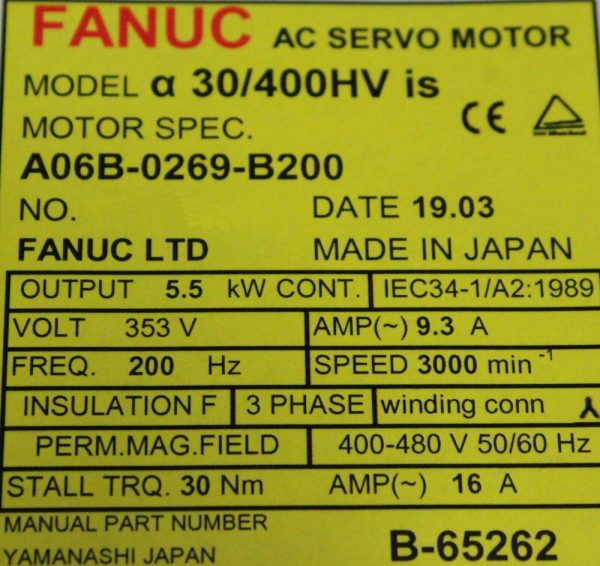 FANUC AC SERVO MOTOR
MODEL α 30/400HV is
MOTOR SPEC.
CE
A06B-0269-B200
NO. DATE 19.03
FANUC LTD MADE IN JAPAN
OUTPUT 5.5 kW CONT. IEC34-1/A2:1989
VOLT 353 V AMP(~) 9.3 A
FREQ. 200 Hz SPEED 3000 min⁻¹
INSULATION F 3 PHASE winding conn
PERM.MAG.FIELD 400-480 V 50/60 Hz
STALL TRQ. 30 Nm AMP(~) 16 A
MANUAL PART NUMBER
YAMANASHI JAPAN B-65262